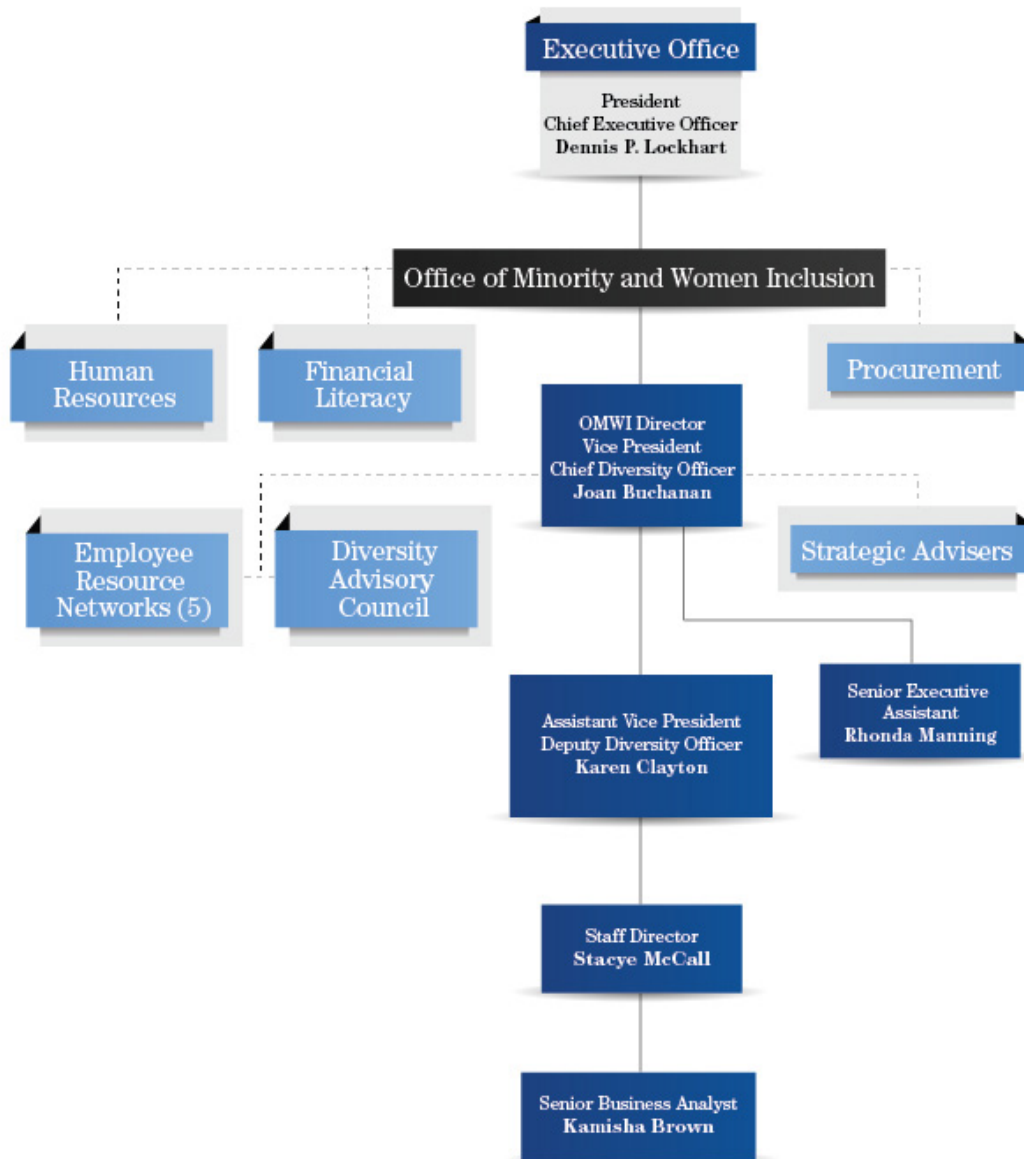 Executive Office
President
Chief Executive Officer
Dennis P. Lockhart
Office of Minority and Women Inclusion
Human
Resources
Financial
Literacy
Procurement
OMWI Director
Vice President
Chief Diversity Officer
Joan Buchanan
Employee
Resource
Networks (5)
Diversity
Advisory
Council
Strategic Advisers
Senior Executive
Assistant
Rhonda Manning
Assistant Vice President
Deputy Diversity Officer
Karen Clayton
Staff Director
Stacye McCall
Senior Business Analyst
Kamisha Brown